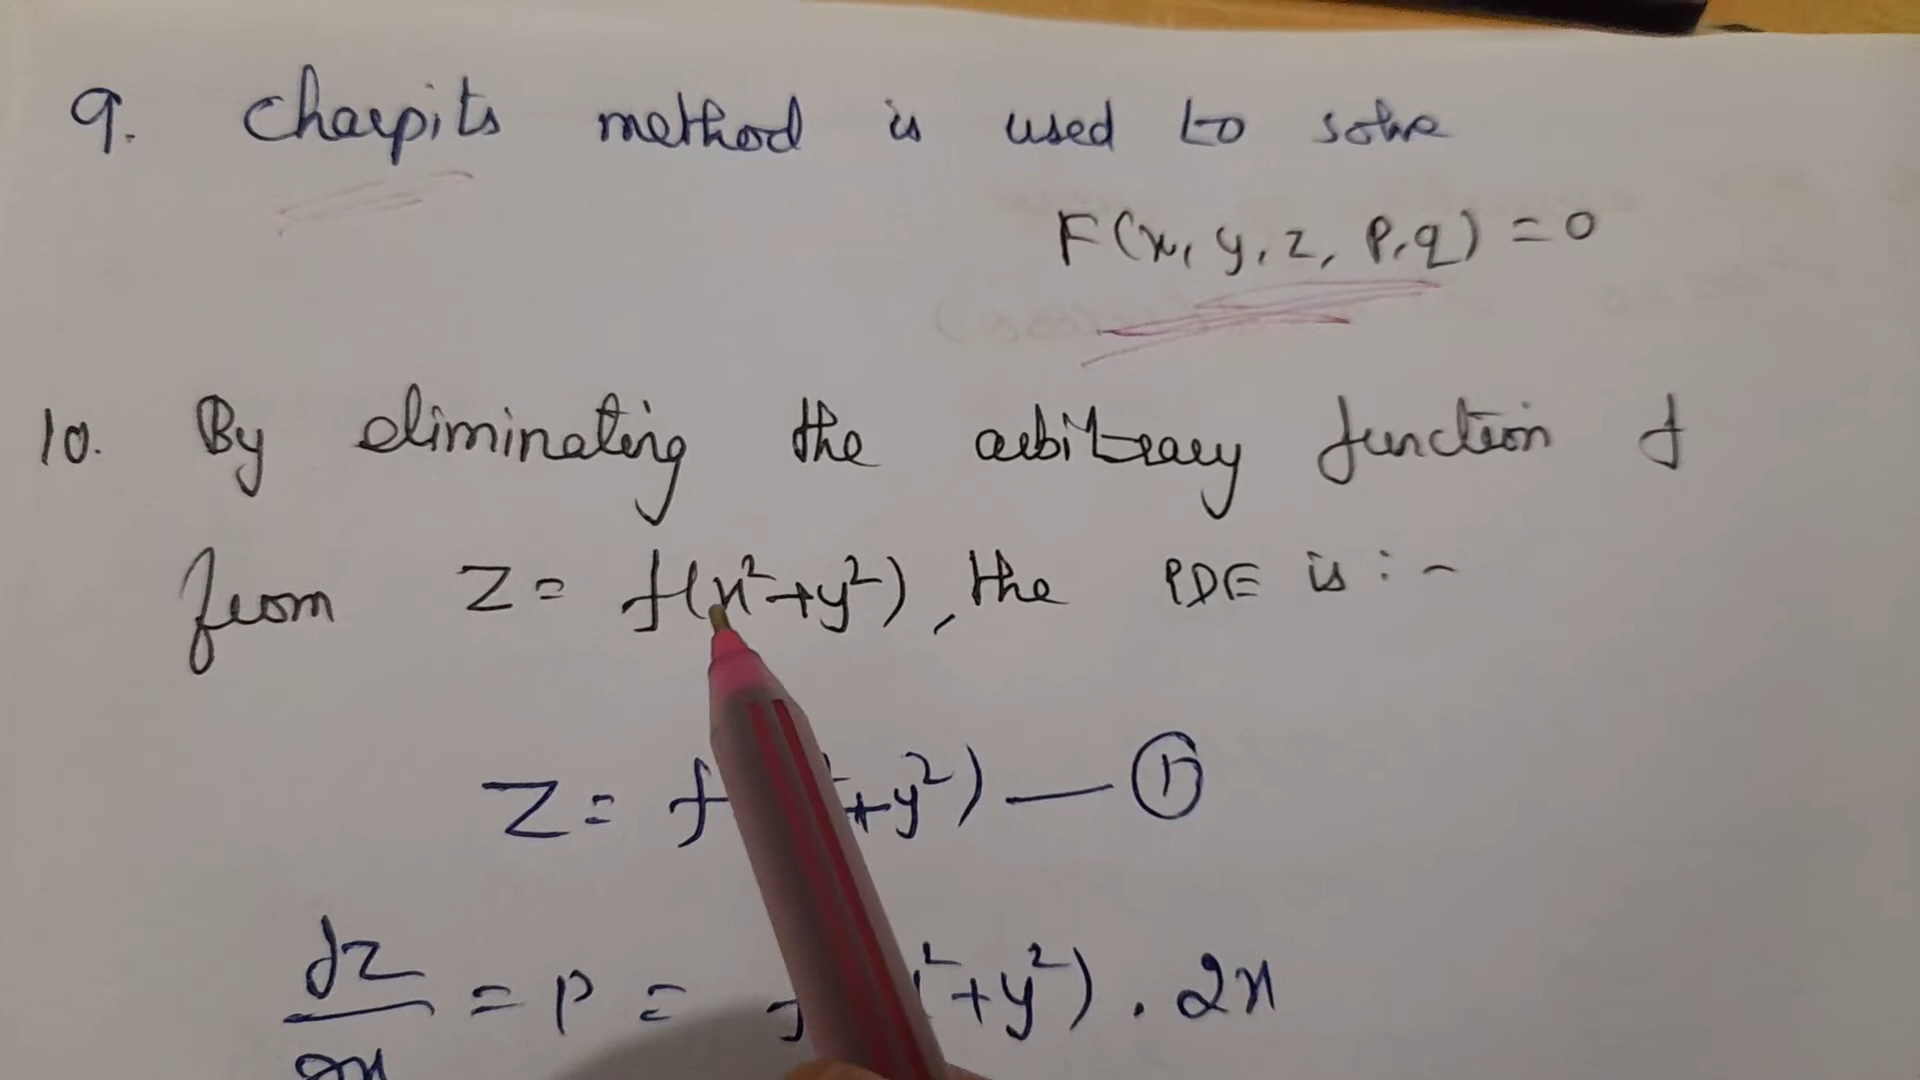 9. Charpits method is used to solve
F(x, y, z, p, q) = 0
10. By eliminating the arbitrary function f
from z = f(x²+y²), the PDE is :-
z = f +y²) — ①
∂z/∂x = p = f ²+y²) . 2x